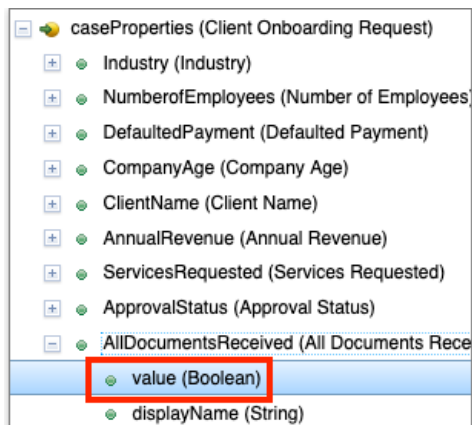 caseProperties (Client Onboarding Request)
Industry (Industry)
NumberofEmployees (Number of Employees)
DefaultedPayment (Defaulted Payment)
CompanyAge (Company Age)
ClientName (Client Name)
AnnualRevenue (Annual Revenue)
ServicesRequested (Services Requested)
ApprovalStatus (Approval Status)
AllDocumentsReceived (All Documents Rece
value (Boolean)
displayName (String)